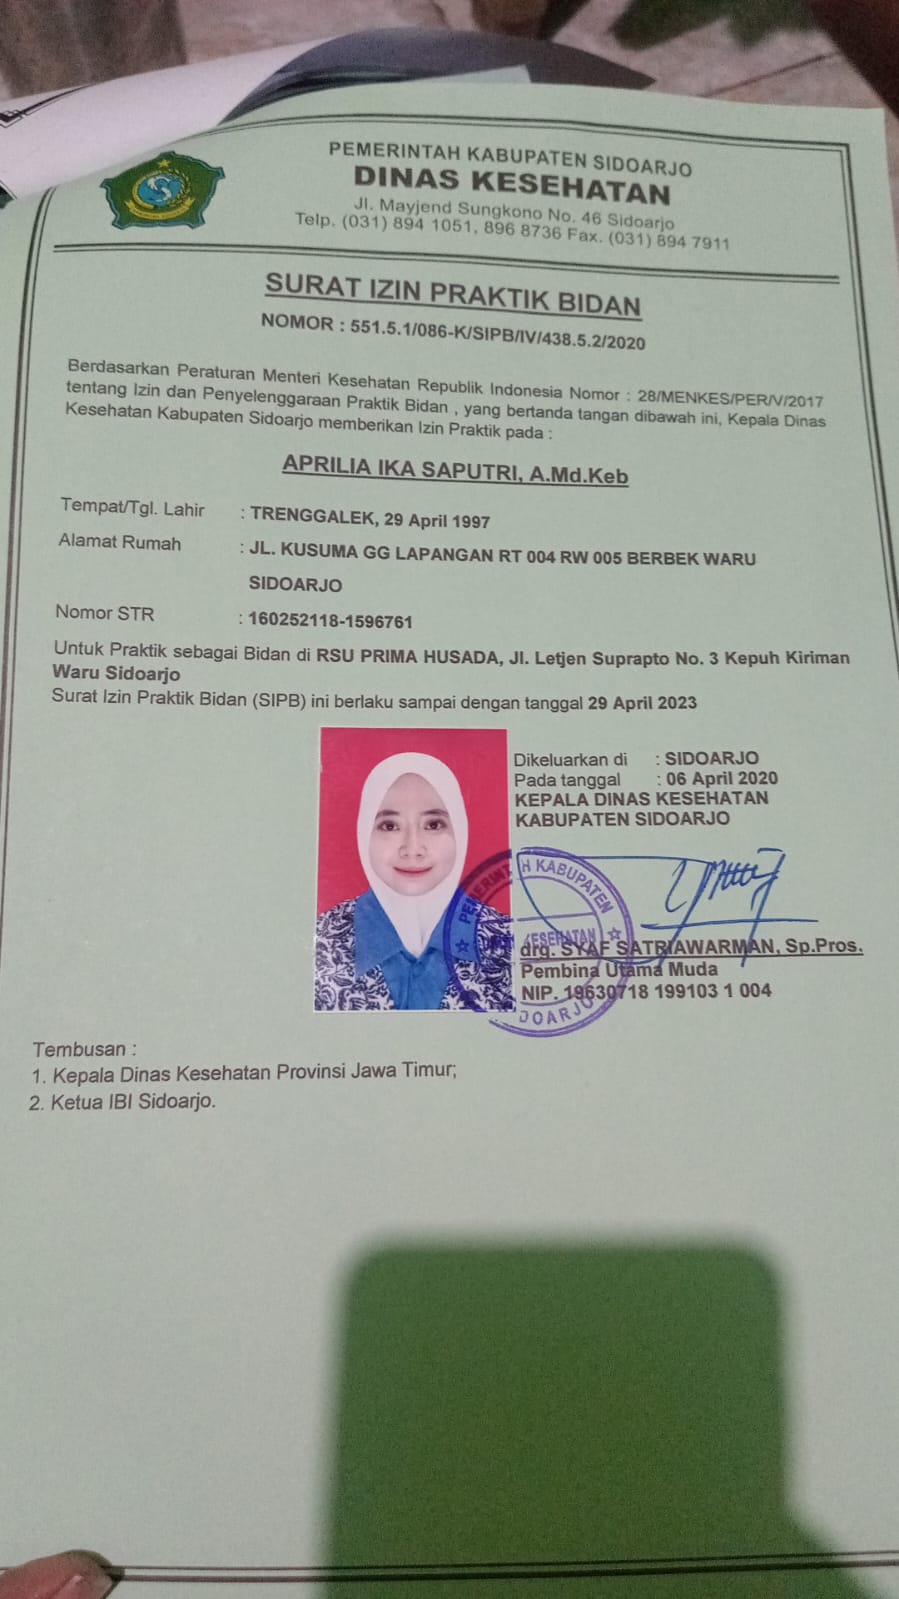 PEMERINTAH KABUPATEN SIDOARJO
DINAS KESEHATAN
Jl. Mayjend Sungkono No. 46 Sidoarjo
Telp. (031) 894 1051, 896 8736 Fax. (031) 894 7911
SURAT IZIN PRAKTIK BIDAN
NOMOR : 551.5.1/086-K/SIPB/IV/438.5.2/2020
Berdasarkan Peraturan Menteri Kesehatan Republik Indonesia Nomor : 28/MENKES/PER/V/2017
tentang Izin dan Penyelenggaraan Praktik Bidan , yang bertanda tangan dibawah ini, Kepala Dinas
Kesehatan Kabupaten Sidoarjo memberikan Izin Praktik pada :
APRILIA IKA SAPUTRI, A.Md.Keb
Tempat/Tgl. Lahir : TRENGGALEK, 29 April 1997
Alamat Rumah : JL. KUSUMA GG LAPANGAN RT 004 RW 005 BERBEK WARU
SIDOARJO
Nomor STR : 160252118-1596761
Untuk Praktik sebagai Bidan di RSU PRIMA HUSADA, Jl. Letjen Suprapto No. 3 Kepuh Kiriman
Waru Sidoarjo
Surat Izin Praktik Bidan (SIPB) ini berlaku sampai dengan tanggal 29 April 2023
Dikeluarkan di : SIDOARJO
Pada tanggal : 06 April 2020
KEPALA DINAS KESEHATAN
KABUPATEN SIDOARJO
drg. SYAF SATRIAWARMAN, Sp.Pros.
Pembina Utama Muda
NIP. 19630718 199103 1 004
Tembusan :
1. Kepala Dinas Kesehatan Provinsi Jawa Timur;
2. Ketua IBI Sidoarjo.